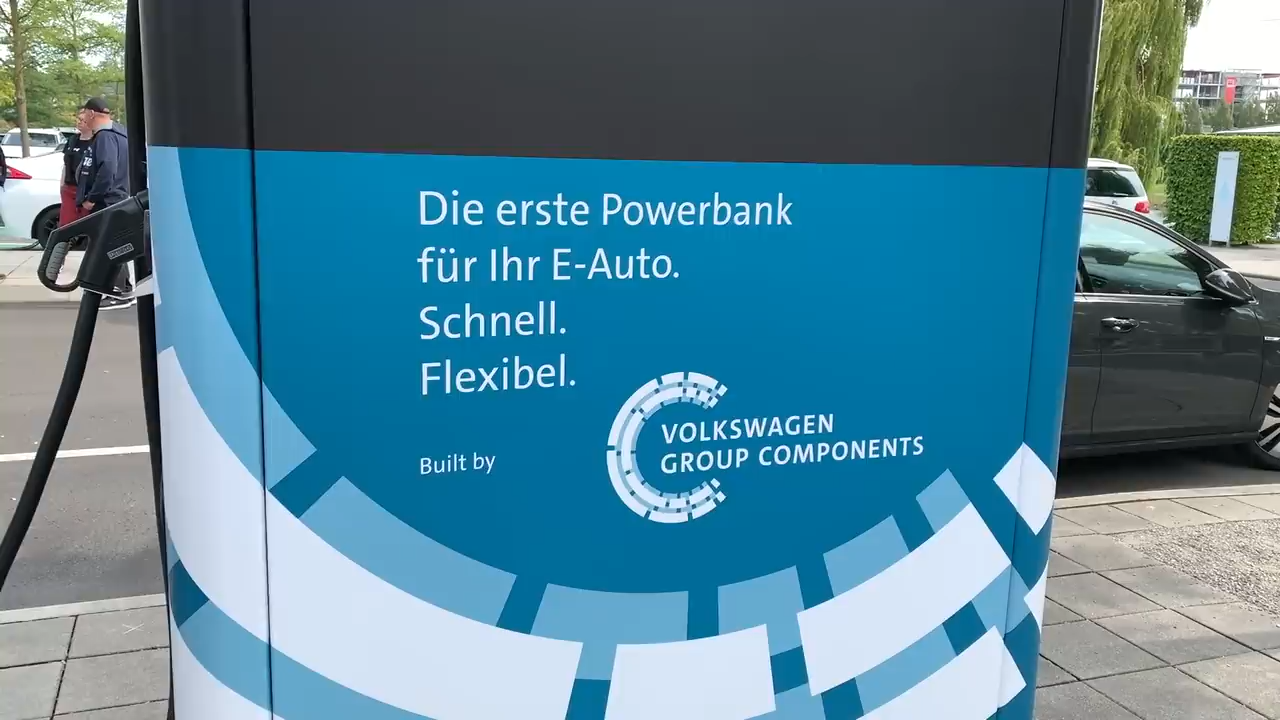 Die erste Powerbank
für Ihr E-Auto.
Schnell.
Flexibel.
Built by
VOLKSWAGEN
GROUP COMPONENTS